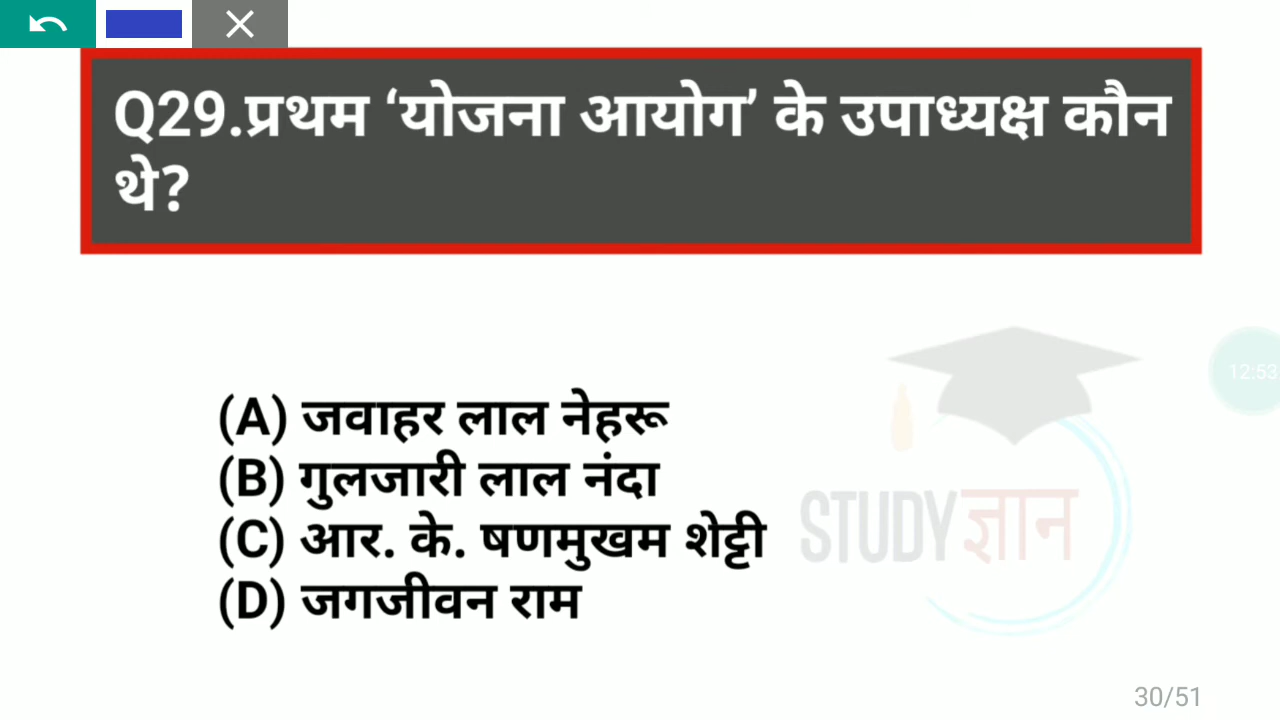 Q29.प्रथम ‘योजना आयोग’ के उपाध्यक्ष कौन
थे?
12:53
(A) जवाहर लाल नेहरू
(B) गुलजारी लाल नंदा
(C) आर. के. षणमुखम शेट्टी
(D) जगजीवन राम
STUDYज्ञान
30/51